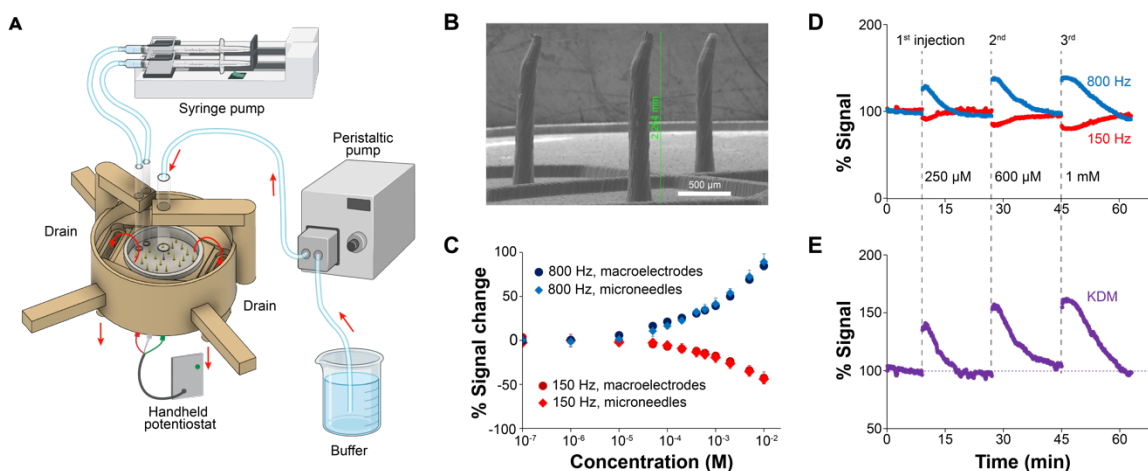 A
Syringe pump
Peristaltic
pump
Drain
Drain
Handheld
potentiostat
Buffer
B
500 µm
C
% Signal change
100
50
0
-50
-100
800 Hz, macroelectrodes
800 Hz, microneedles
150 Hz, macroelectrodes
150 Hz, microneedles
10⁻⁷ 10⁻⁶ 10⁻⁵ 10⁻⁴ 10⁻³ 10⁻²
Concentration (M)
D
% Signal
200
150
100
50
0
1st injection 2nd 3rd
800 Hz
150 Hz
250 µM 600 µM 1 mM
0 15 30 45 60
E
% Signal
200
150
100
50
KDM
0 15 30 45 60
Time (min)